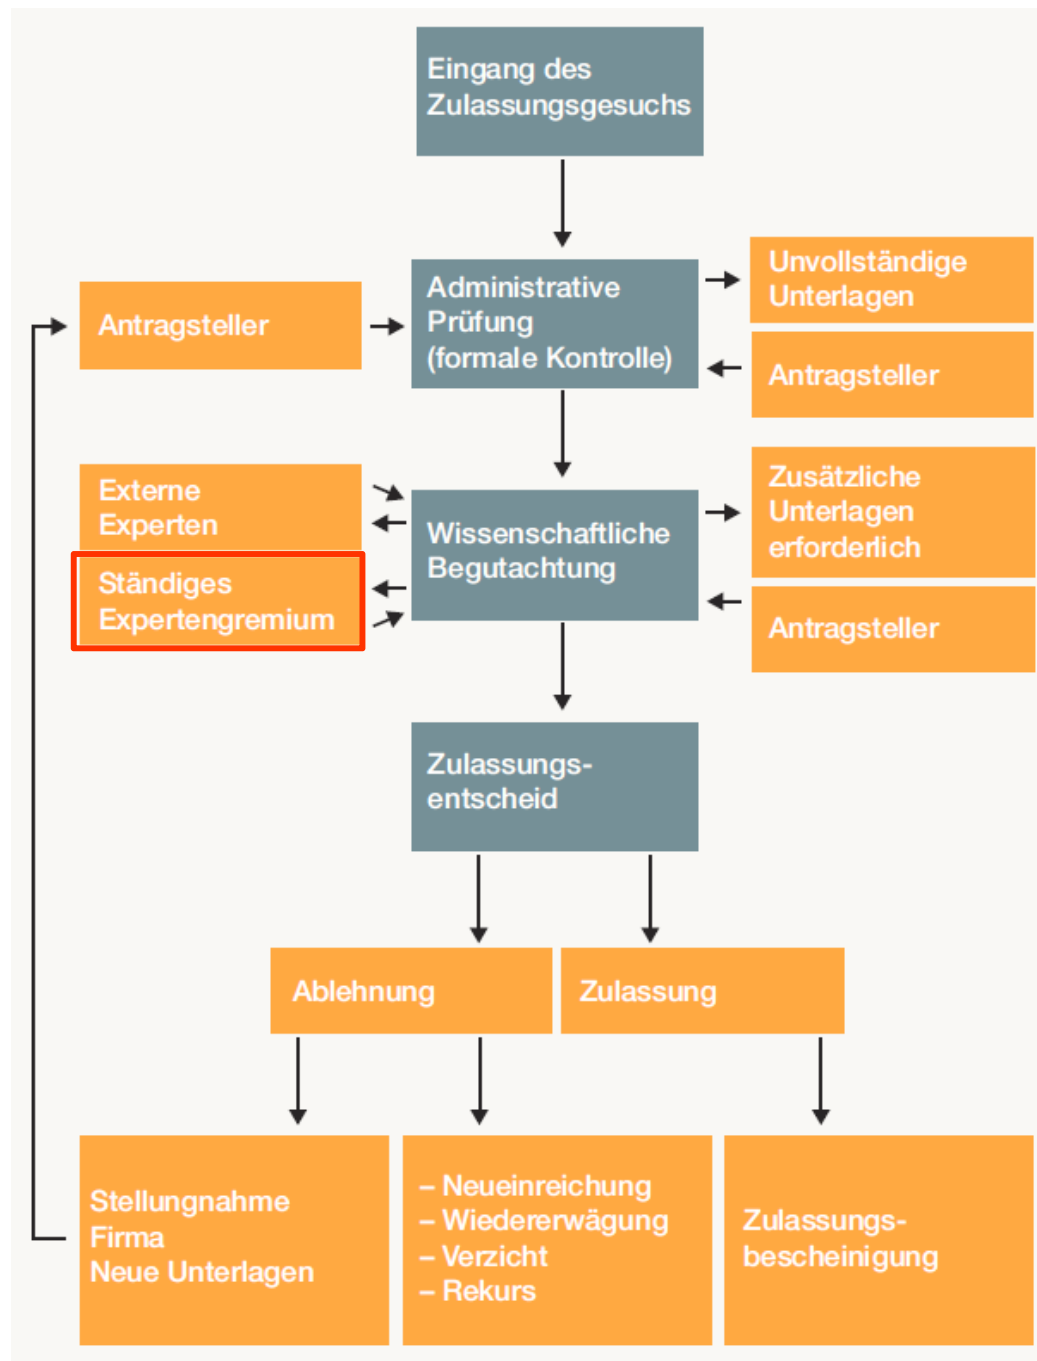 Eingang des
Zulassungsgesuchs
Administrative
Prüfung
(formale Kontrolle)
Unvollständige
Unterlagen
Antragsteller
Antragsteller
Externe
Experten
Ständiges
Expertengremium
Wissenschaftliche
Begutachtung
Zusätzliche
Unterlagen
erforderlich
Antragsteller
Zulassungs-
entscheid
Ablehnung
Zulassung
Stellungnahme
Firma
Neue Unterlagen
– Neueinreichung
– Wiedererwägung
– Verzicht
– Rekurs
Zulassungs-
bescheinigung